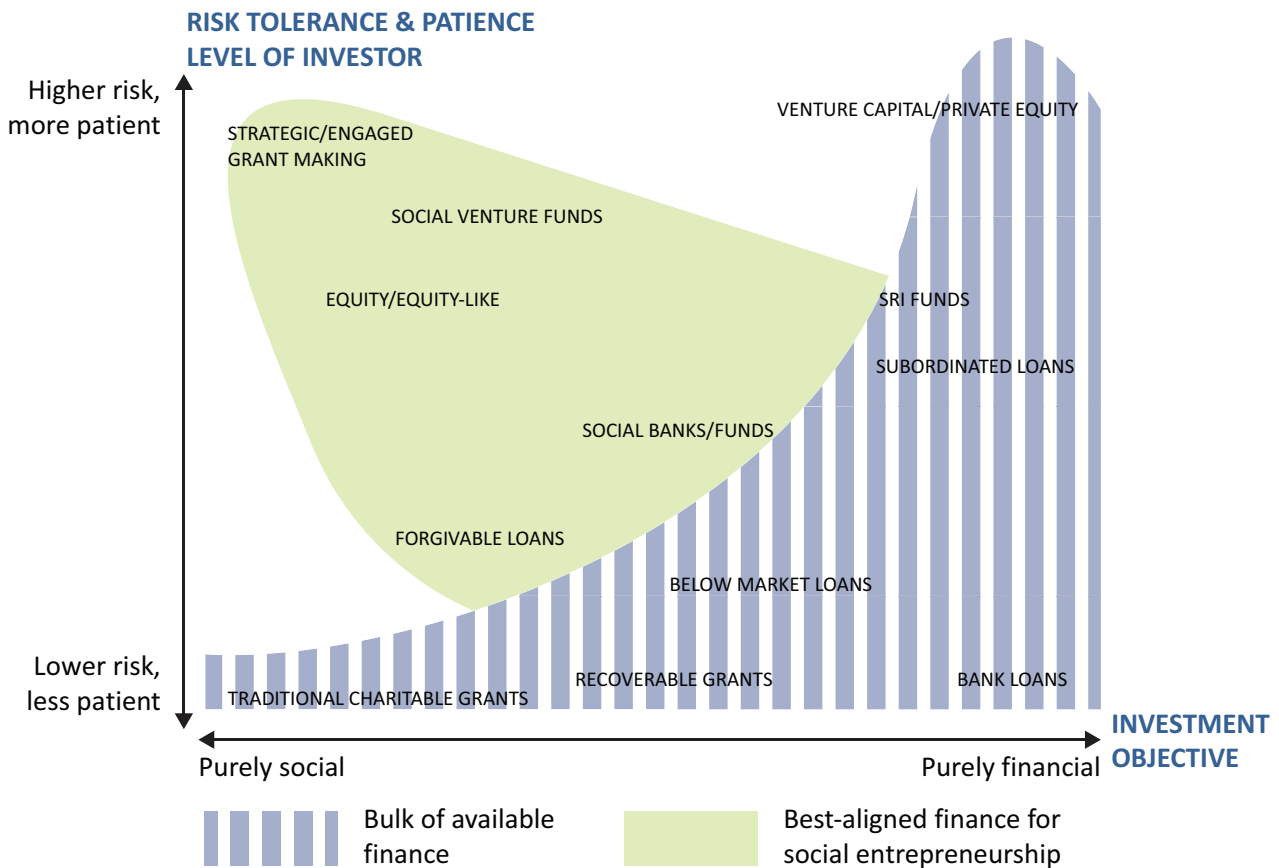 RISK TOLERANCE & PATIENCE
LEVEL OF INVESTOR
Higher risk,
more patient
VENTURE CAPITAL/PRIVATE EQUITY
STRATEGIC/ENGAGED
GRANT MAKING
SOCIAL VENTURE FUNDS
EQUITY/EQUITY-LIKE
SRI FUNDS
SUBORDINATED LOANS
SOCIAL BANKS/FUNDS
FORGIVABLE LOANS
BELOW MARKET LOANS
Lower risk,
less patient
TRADITIONAL CHARITABLE GRANTS
RECOVERABLE GRANTS
BANK LOANS
INVESTMENT
OBJECTIVE
Purely social
Purely financial
Bulk of available
finance
Best-aligned finance for
social entrepreneurship